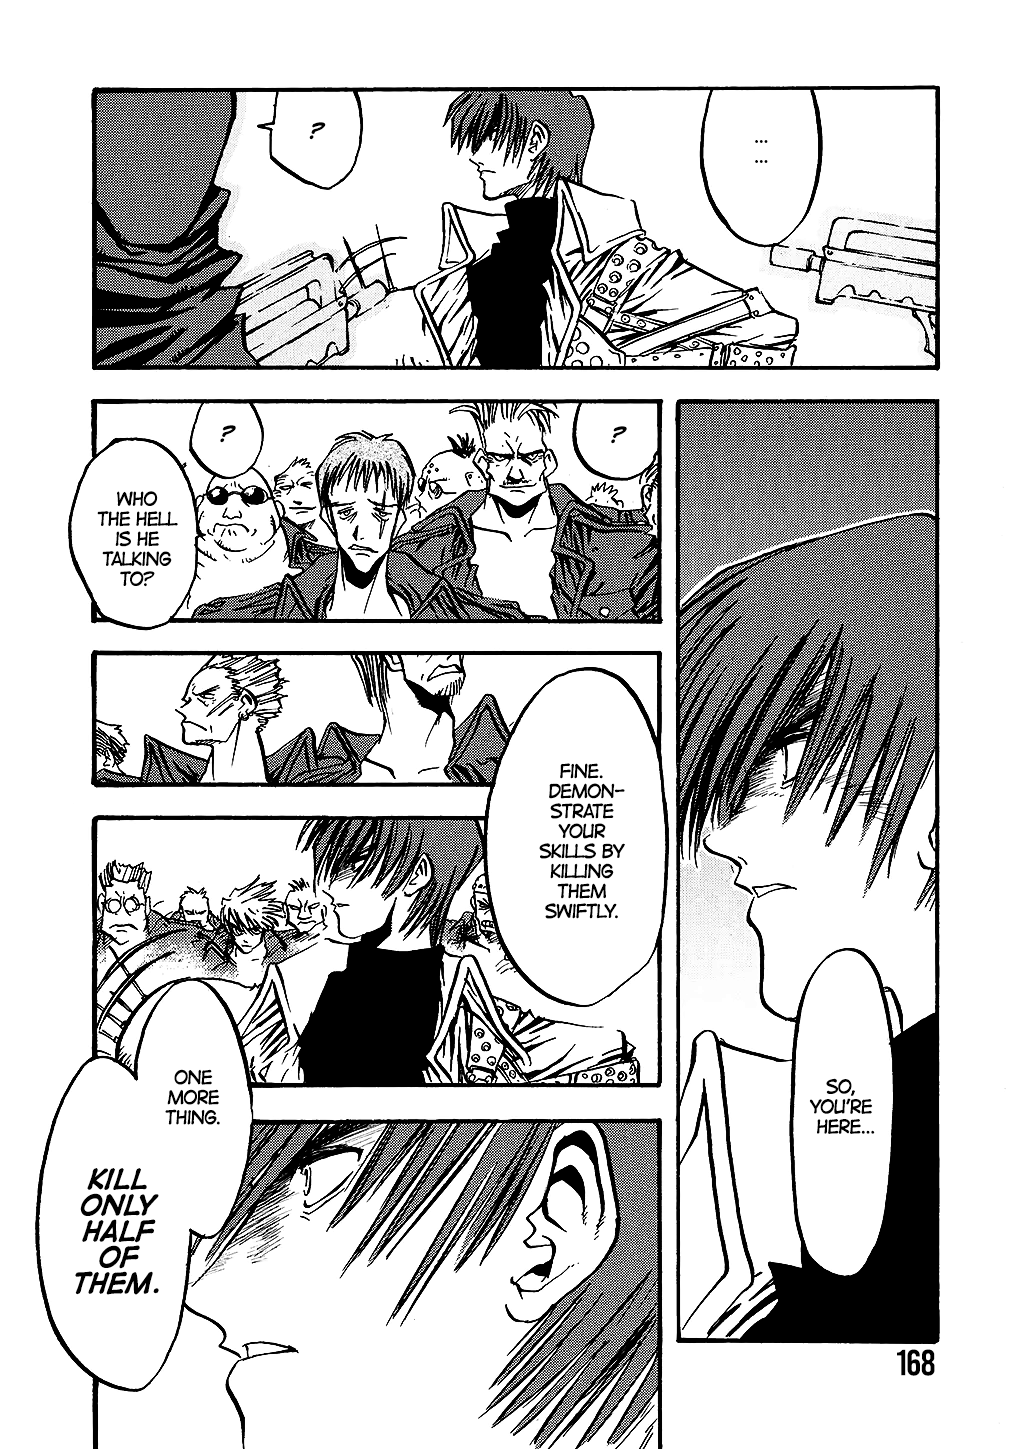 ...
...
?
SO,
YOU'RE
HERE...
?
?
WHO
THE HELL
IS HE
TALKING
TO?
FINE.
DEMON-
STRATE
YOUR
SKILLS BY
KILLING
THEM
SWIFTLY.
ONE
MORE
THING.
KILL
ONLY
HALF
OF
THEM.
168